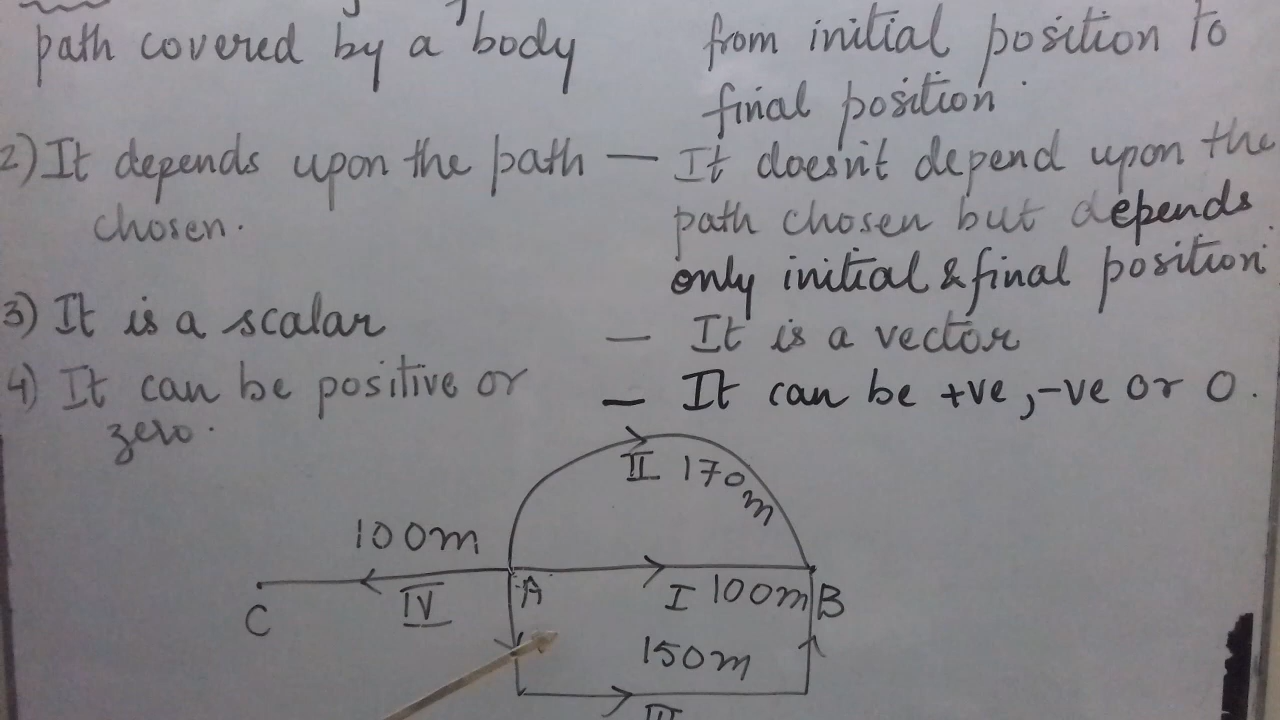 path covered by a body
from initial position to
final position.
2) It depends upon the path
chosen.
— It doesn't depend upon the
path chosen but depends
only initial & final position.
3) It is a scalar
— It is a vector
4) It can be positive or
zero.
— It can be +ve, -ve or 0.
II 170m
100m
C
IV
A
I 100m
B
150m
III